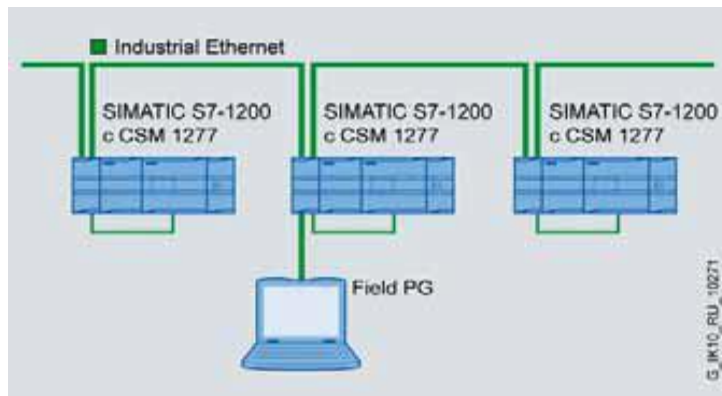 Industrial Ethernet
SIMATIC S7-1200
с CSM 1277
SIMATIC S7-1200
с CSM 1277
SIMATIC S7-1200
с CSM 1277
Field PG
G_IK10_RU_10271